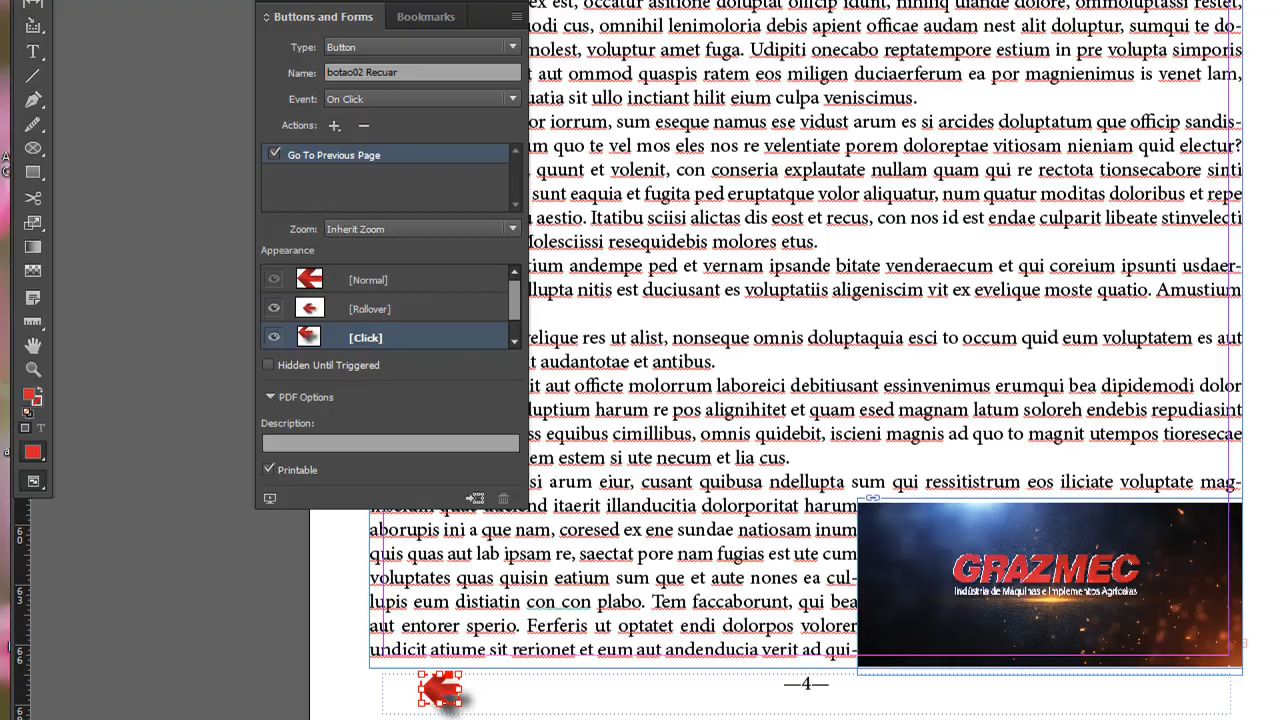 Buttons and Forms
Bookmarks
Type: Button
Name: botao02 Recuar
Event: On Click
Actions:
Go To Previous Page
Zoom: Inherit Zoom
Appearance
[Normal]
[Rollover]
[Click]
Hidden Until Triggered
PDF Options
Description:
Printable
est, occatur asitione doluptat officip idunt, niminq uiande dolore, ommoluptassi restet,
modi cus, omnihil lenimoloria debis apient officae audam nest alit doluptur, sumqui te do-
molest, voluptur amet fuga. Udipiti onecabo reptatempore estium in pre volupta simporis
aut ommod quaspis ratem eos miligen duciaerferum ea por magnienimus is venet lam,
uatia sit ullo inctiant hilit eium culpa veniscimus.
or iorrum, sum eseque namus ese vidust arum es si arcides doluptatum que officip sandis-
um quo te vel mos eles nos re velentiate porem doloreptae vitiosam nieniam quid electur?
quunt et volenit, con conseria explautate nullam quam qui re rectota tionsecabore sinti
sunt eaquia et fugita ped eruptatque volor aliquatur, num quatur moditas doloribus et repe
aestio. Itatibu sciisi alictas dis eost et recus, con nos id est endae culparit libeate stinvelecti
Molesciissi resequidebis molores etus.
tium andempe ped et vernam ipsande bitate venderaecum et qui coreium ipsunti usdaer-
llupta nitis est duciusant es voluptatiis aligeniscim vit ex evelique moste quatio. Amustium
elique res ut alist, nonseque omnis doluptaquia esci to occum quid eum voluptatem es aut
t audantotae et antibus.
it aut officte molorrum laboreici debitiusant essinvenimus erumqui bea dipidemodi dolor
luptium harum re pos alignihitet et quam esed magnam latum soloreh endebis repudiasint
ss equibus cimillibus, omnis quidebit, iscieni magnis ad quo to magnit utempos tioresecae
em estem si ute necum et lia cus.
si arum eiur, cusant quibusa ndellupta sum qui ressitistrum eos iliciate voluptate mag-
itaerit illanducitia dolorporitat harum
aborupis ini a que nam, coresed ex ene sundae natiosam inum
quis quas aut lab ipsam re, saectat pore nam fugias est ute cum
voluptates quas quisin eatium sum que et aute nones ea cul-
lupis eum distiatin con con plabo. Tem faccaborunt, qui bea
aut entorer sperio. Ferferis ut optatet endi dolorpos volorer
undicit atiume sit rerionet et eum aut andenducia verit ad qui-
GRAZMEC
Indústria de Máquinas e Implementos Agrícolas
—4—